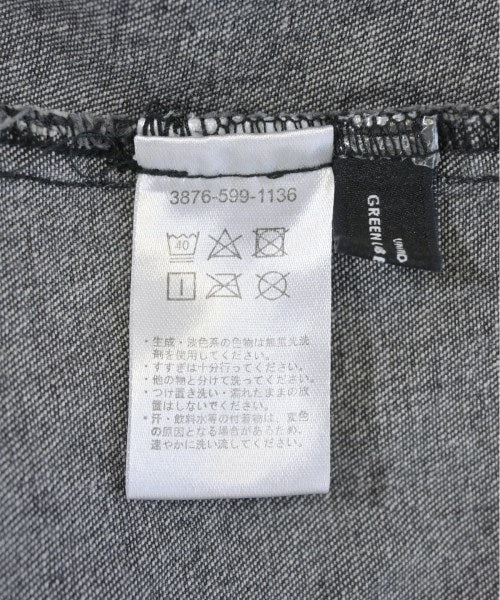 3876-599-1136
40
・生成・淡色系の色物は無蛍光洗
剤を使用してください。
・すすぎは十分行ってください。
・他の物と分けて洗ってください。
・つけ置き洗い・濡れたままの放
置はしないでください。
・汗・飲料水等の付着物は、変色
の原因となる場合があるため、
速やかに洗い流してください。
UNITED
GREEN